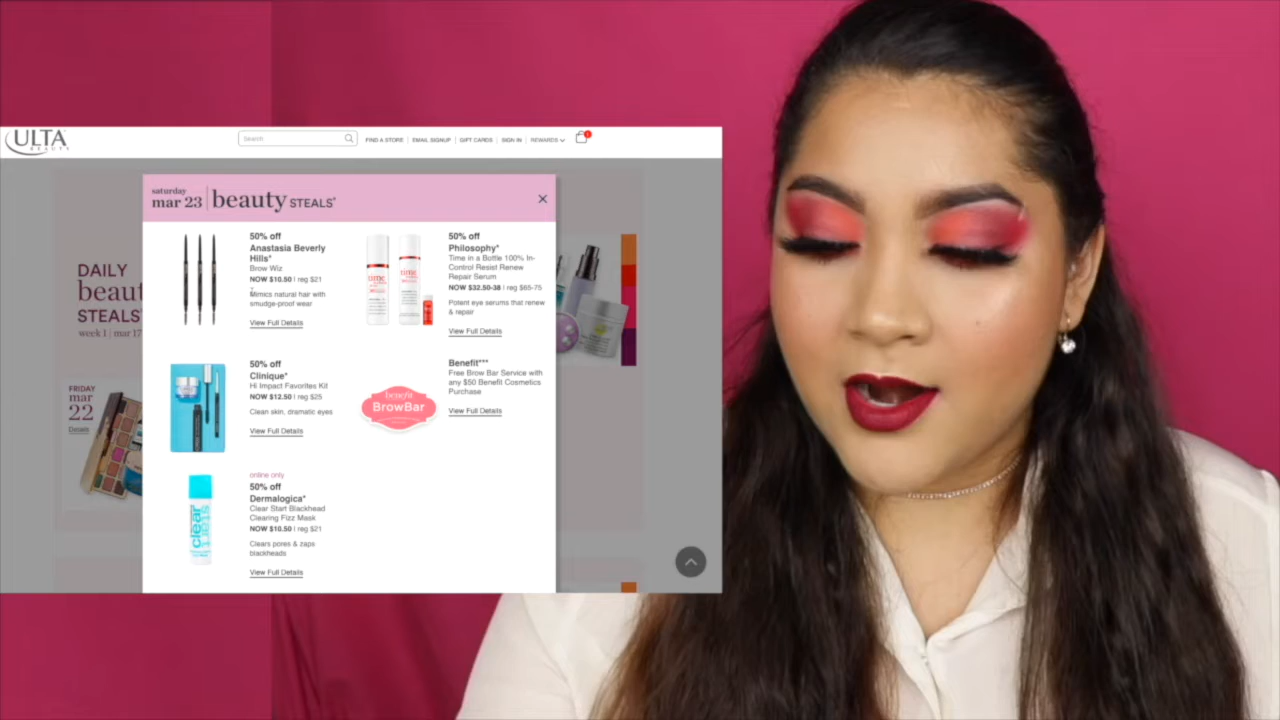 ULTA
BEAUTY
Search
FIND A STORE
EMAIL SIGNUP
GIFT CARDS
SIGN IN
REWARDS
saturday
mar 23
beauty STEALS*
50% off
Anastasia Beverly
Hills*
Brow Wiz
NOW $10.50 | reg $21
Mimics natural hair with
smudge-proof wear
View Full Details
50% off
Philosophy*
Time in a Bottle 100% In-
Control Resist Renew
Repair Serum
NOW $32.50-38 | reg $65-75
Potent eye serums that renew
& repair
View Full Details
50% off
Clinique*
Hi Impact Favorites Kit
NOW $12.50 | reg $25
Clean skin, dramatic eyes
View Full Details
benefit
BrowBar
Benefit***
Free Brow Bar Service with
any $50 Benefit Cosmetics
Purchase
View Full Details
online only
50% off
Dermalogica*
Clear Start Blackhead
Clearing Fizz Mask
NOW $10.50 | reg $21
Clears pores & zaps
blackheads
View Full Details
clear
start
time
time
DAILY
beau
STEALS
week 1 | mar 17
FRIDAY
mar
22
Details